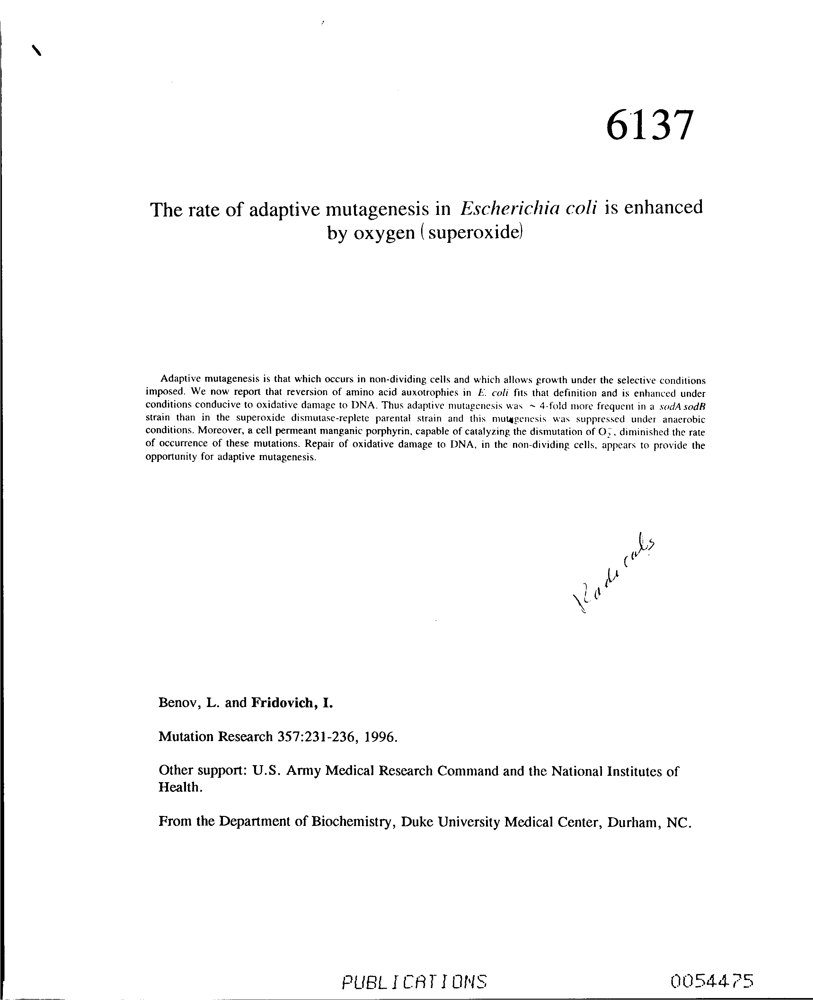 6137
The rate of adaptive mutagenesis in Escherichia coli is enhanced
by oxygen (superoxide)
Adaptive mutagenesis is that which occurs in non-dividing cells and which allows growth under the selective conditions
imposed. We now report that reversion of amino acid auxotrophies in E. coli fits that definition and is enhanced under
conditions conducive to oxidative damage to DNA. Thus adaptive mutagenesis was ~ 4-fold more frequent in a sodA sodB
strain than in the superoxide dismutase-replete parental strain and this mutagenesis was suppressed under anaerobic
conditions. Moreover, a cell permeant manganic porphyrin, capable of catalyzing the dismutation of O₂⁻, diminished the rate
of occurrence of these mutations. Repair of oxidative damage to DNA, in the non-dividing cells, appears to provide the
opportunity for adaptive mutagenesis.
Radicals
Benov, L. and Fridovich, I.
Mutation Research 357:231-236, 1996.
Other support: U.S. Army Medical Research Command and the National Institutes of
Health.
From the Department of Biochemistry, Duke University Medical Center, Durham, NC.
PUBLICATIONS 0054475